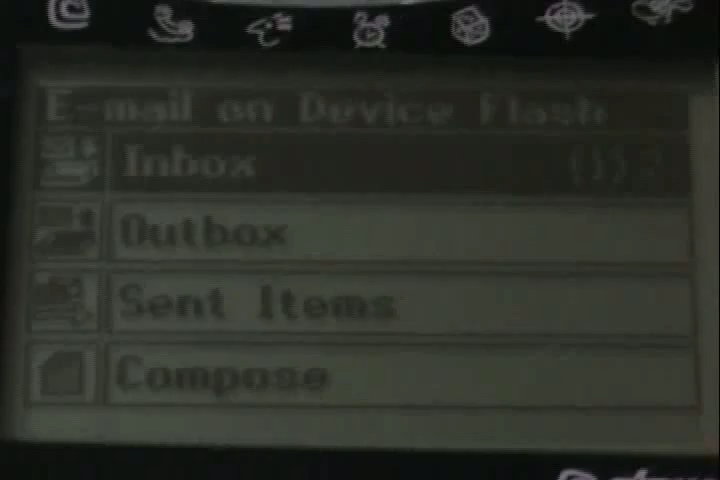 E-mail on Device Flash
Inbox
Outbox
Sent Items
Compose